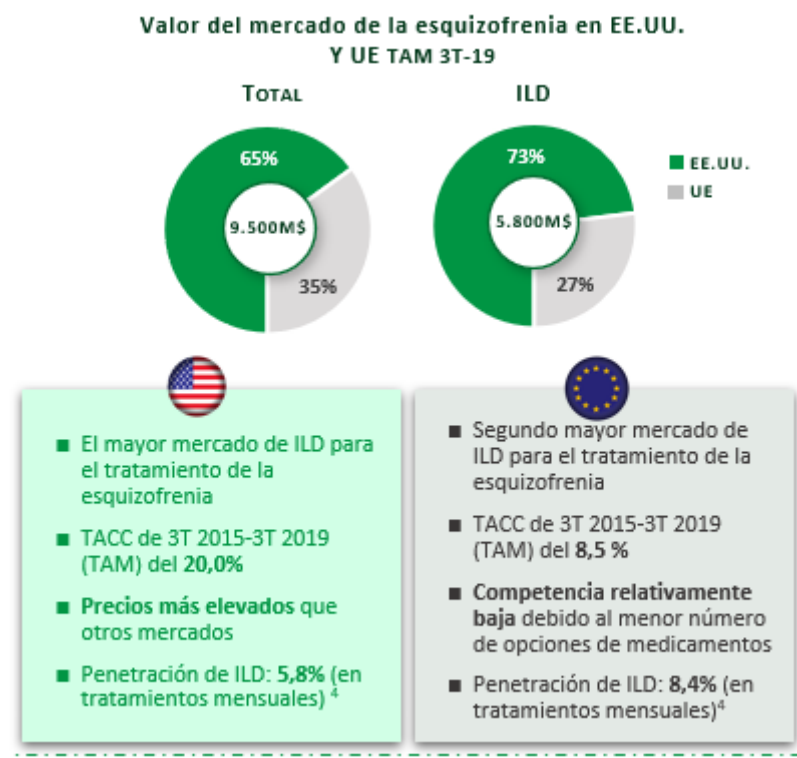 Valor del mercado de la esquizofrenia en EE.UU.
Y UE TAM 3T-19
TOTAL
ILD
65%
9.500M$
35%
73%
5.800M$
27%
EE.UU.
UE
■ El mayor mercado de ILD para
el tratamiento de la
esquizofrenia
■ TACC de 3T 2015-3T 2019
(TAM) del 20,0%
■ Precios más elevados que
otros mercados
■ Penetración de ILD: 5,8% (en
tratamientos mensuales) 4
■ Segundo mayor mercado de
ILD para el tratamiento de la
esquizofrenia
■ TACC de 3T 2015-3T 2019
(TAM) del 8,5 %
■ Competencia relativamente
baja debido al menor número
de opciones de medicamentos
■ Penetración de ILD: 8,4% (en
tratamientos mensuales)4